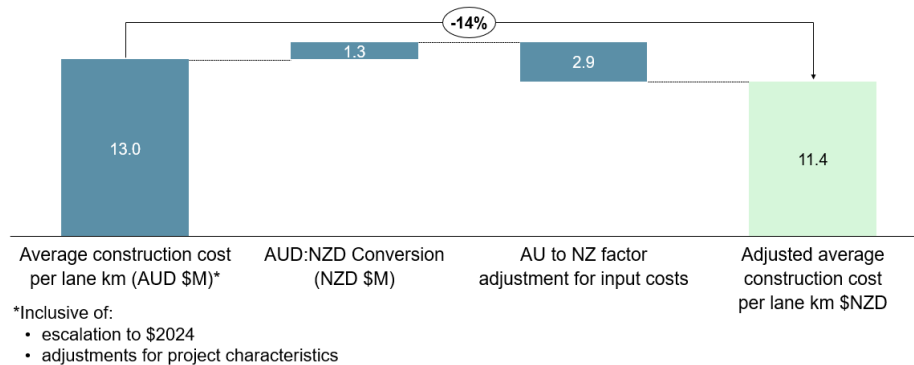 -14%
1.3
2.9
13.0
11.4
Average construction cost
per lane km (AUD $M)*
AUD:NZD Conversion
(NZD $M)
AU to NZ factor
adjustment for input costs
Adjusted average
construction cost
per lane km $NZD
*Inclusive of:
• escalation to $2024
• adjustments for project characteristics